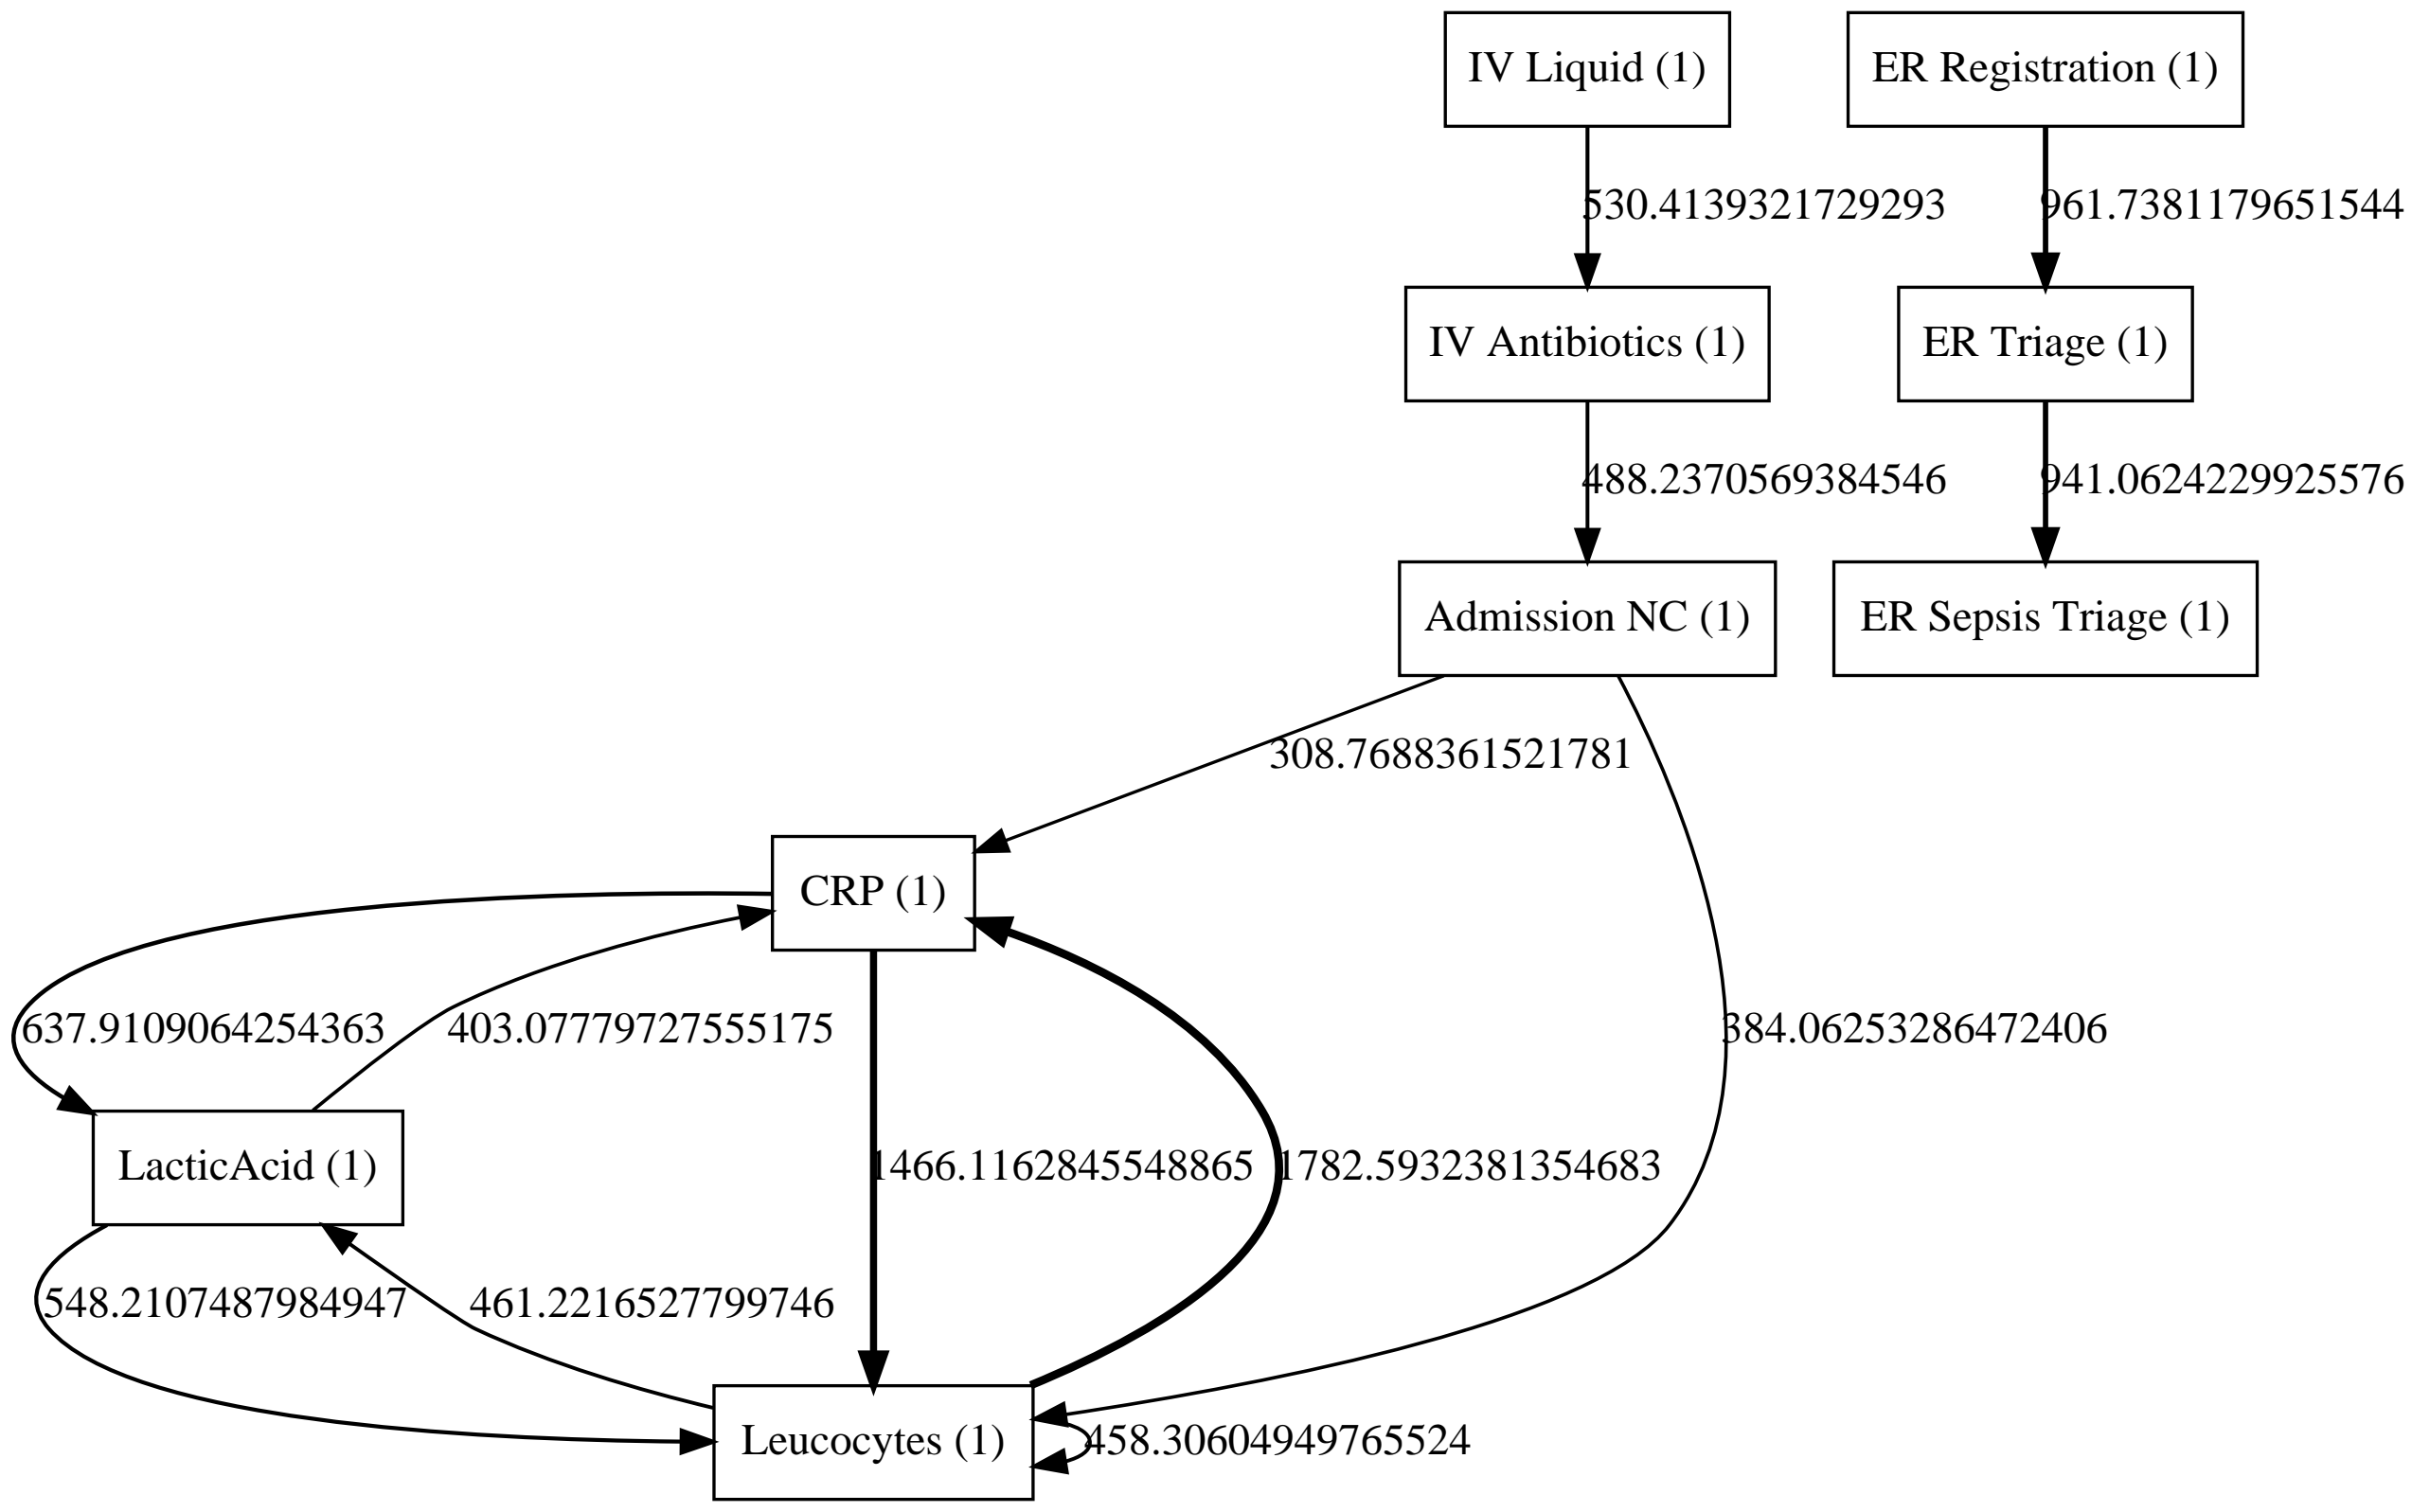 IV Liquid (1)
ER Registration (1)
530.4139321729293
961.7381179651544
IV Antibiotics (1)
ER Triage (1)
488.2370569384546
941.0624229925576
Admission NC (1)
ER Sepsis Triage (1)
308.7688361521781
CRP (1)
637.9109064254363
403.07779727555175
384.06253286472406
LacticAcid (1)
1466.1162845548865
1782.5932381354683
548.2107487984947
461.2216527799746
Leucocytes (1)
458.30604949765524